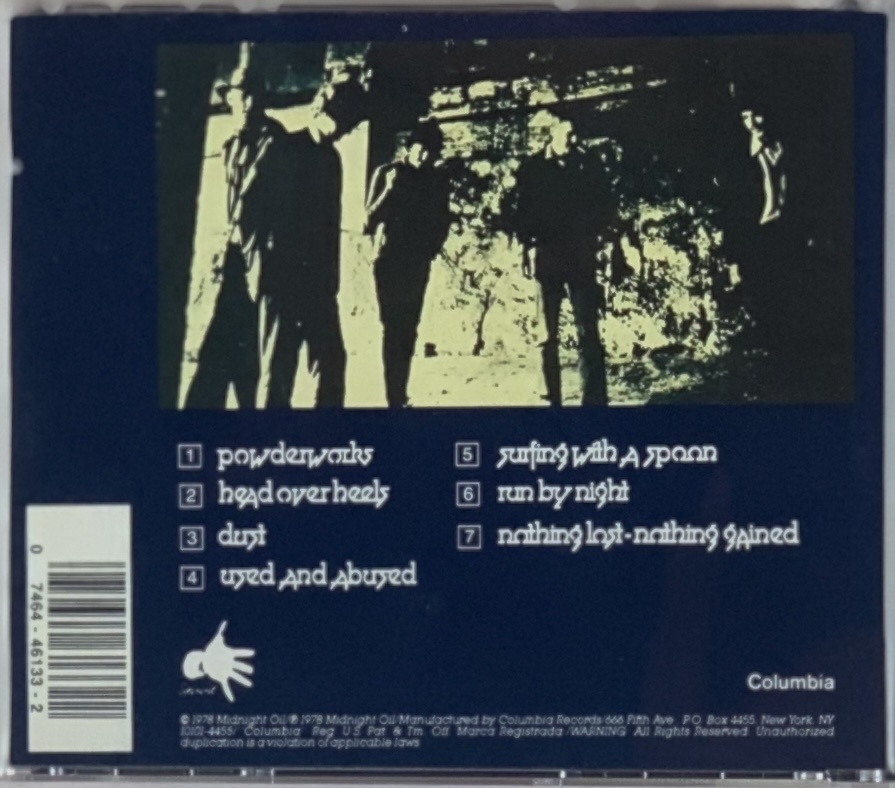 1 powderworks
2 head over heels
3 dust
4 used and abused
5 surfing with a spoon
6 run by night
7 nothing lost-nothing gained
0 7464-46133-2
Columbia
© 1978 Midnight Oil/℗ 1978 Midnight Oil/Manufactured by Columbia Records 666 Fifth Ave. P.O. Box 4455, New York, NY
10101-4455/ Columbia Reg. U.S. Pat. & Tm. Off. Marca Registrada./WARNING: All Rights Reserved. Unauthorized
duplication is a violation of applicable laws.